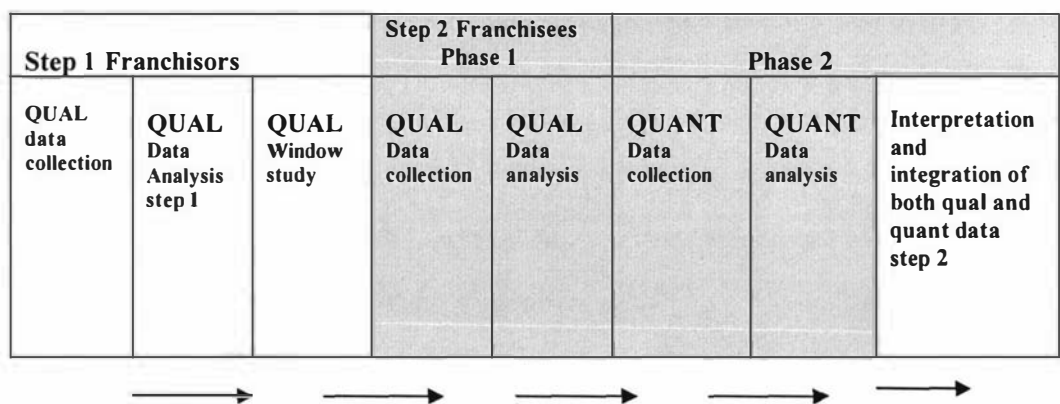 Step 1 Franchisors
Step 2 Franchisees
Phase 1
Phase 2
QUAL
data
collection
QUAL
Data
Analysis
step 1
QUAL
Window
study
QUAL
Data
collection
QUAL
Data
analysis
QUANT
Data
collection
QUANT
Data
analysis
Interpretation
and
integration of
both qual and
quant data
step 2